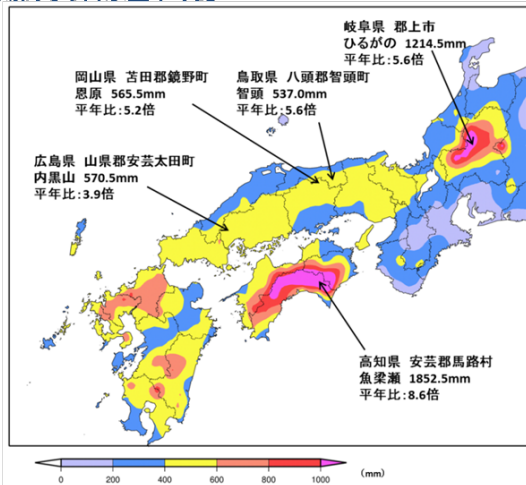 岐阜県 郡上市
ひるがの 1214.5mm
平年比:5.6倍
岡山県 苫田郡鏡野町
恩原 565.5mm
平年比:5.2倍
鳥取県 八頭郡智頭町
智頭 537.0mm
平年比:5.6倍
広島県 山県郡安芸太田町
内黒山 570.5mm
平年比:3.9倍
高知県 安芸郡馬路村
魚梁瀬 1852.5mm
平年比:8.6倍
0 200 400 600 800 1000 (mm)